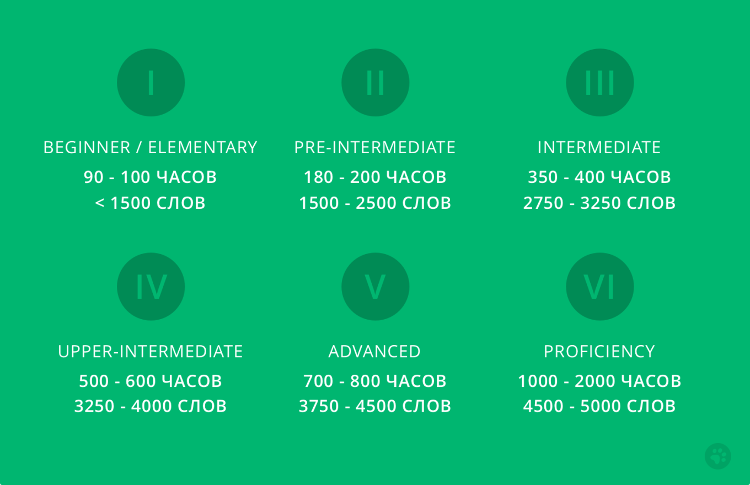 I
II
III
BEGINNER / ELEMENTARY
PRE-INTERMEDIATE
INTERMEDIATE
90 - 100 ЧАСОВ
180 - 200 ЧАСОВ
350 - 400 ЧАСОВ
< 1500 СЛОВ
1500 - 2500 СЛОВ
2750 - 3250 СЛОВ
IV
V
VI
UPPER-INTERMEDIATE
ADVANCED
PROFICIENCY
500 - 600 ЧАСОВ
700 - 800 ЧАСОВ
1000 - 2000 ЧАСОВ
3250 - 4000 СЛОВ
3750 - 4500 СЛОВ
4500 - 5000 СЛОВ